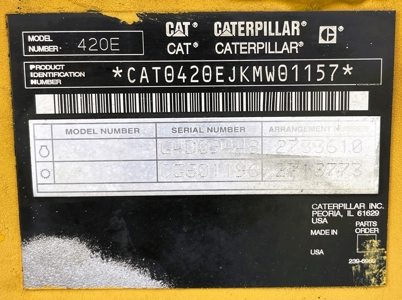 MODEL NUMBER 420E
CAT CATERPILLAR C
CAT® CATERPILLAR®
PRODUCT IDENTIFICATION NUMBER
*CAT0420EJKMW01157*
MODEL NUMBER SERIAL NUMBER ARRANGEMENT NUMBER
2733610
CATERPILLAR INC.
PEORIA, IL 61629
USA
MADE IN
USA
PARTS ORDER